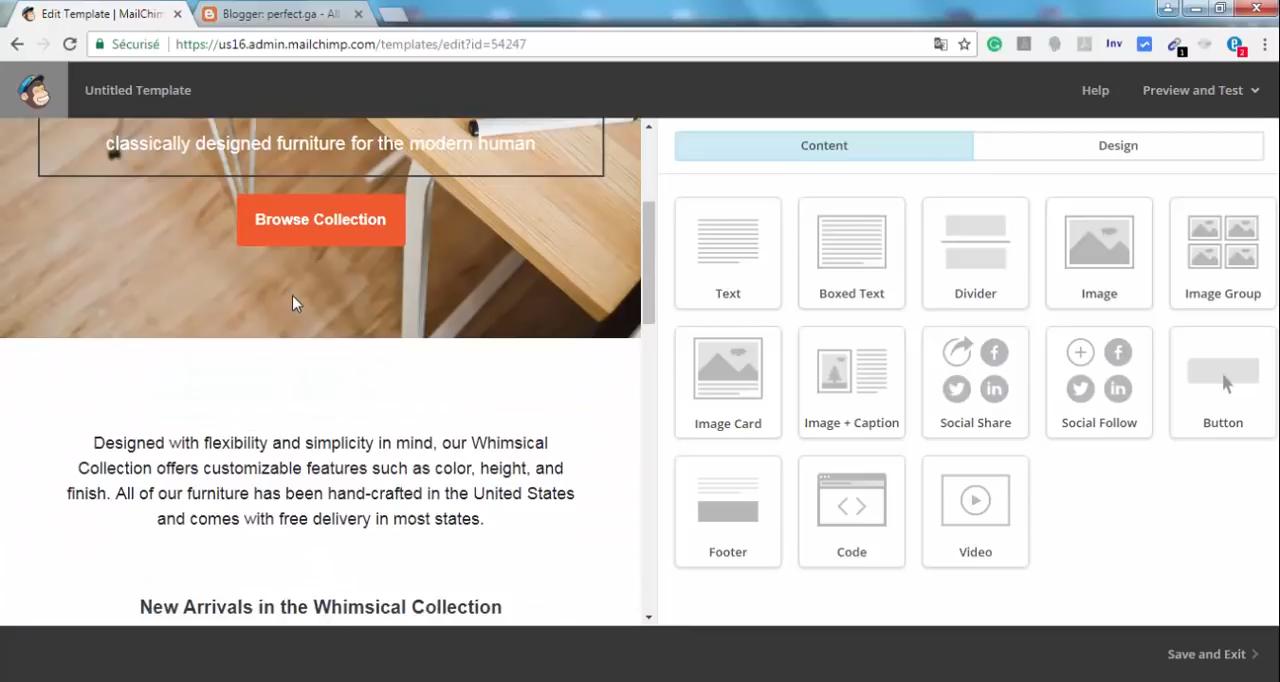 Edit Template | MailChim
Blogger: perfect.ga - All
Sécurisé
https://us16.admin.mailchimp.com/templates/edit?id=54247
Inv
1
2
Untitled Template
Help
Preview and Test
classically designed furniture for the modern human
Browse Collection
Designed with flexibility and simplicity in mind, our Whimsical
Collection offers customizable features such as color, height, and
finish. All of our furniture has been hand-crafted in the United States
and comes with free delivery in most states.
New Arrivals in the Whimsical Collection
Content
Design
Text
Boxed Text
Divider
Image
Image Group
Image Card
Image + Caption
Social Share
Social Follow
Button
Footer
Code
Video
Save and Exit